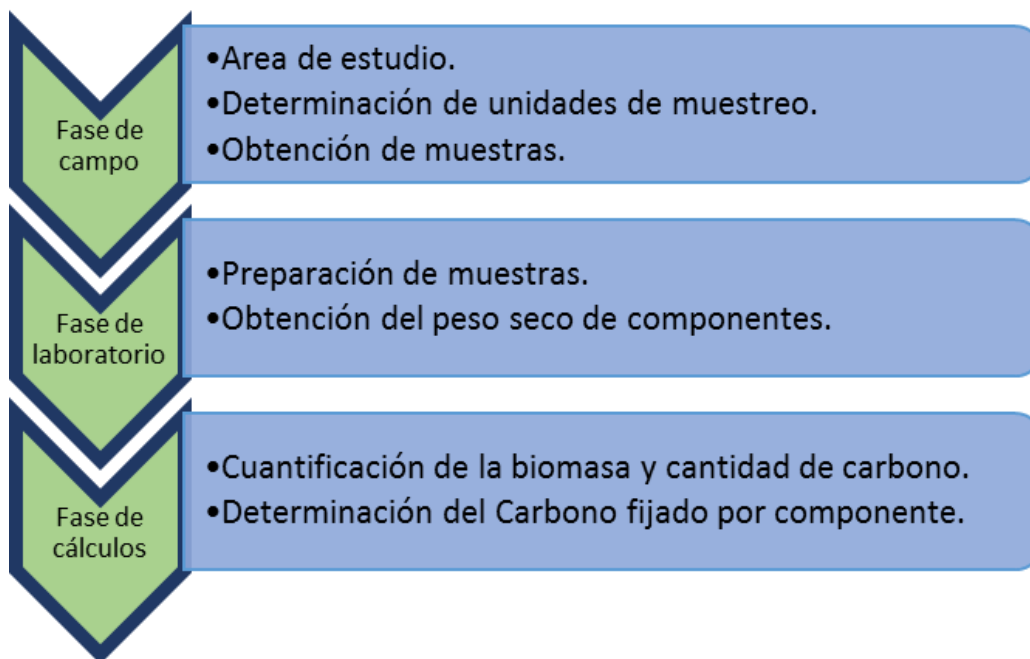 Fase de
campo
•Area de estudio.
•Determinación de unidades de muestreo.
•Obtención de muestras.
Fase de
laboratorio
•Preparación de muestras.
•Obtención del peso seco de componentes.
Fase de
cálculos
•Cuantificación de la biomasa y cantidad de carbono.
•Determinación del Carbono fijado por componente.